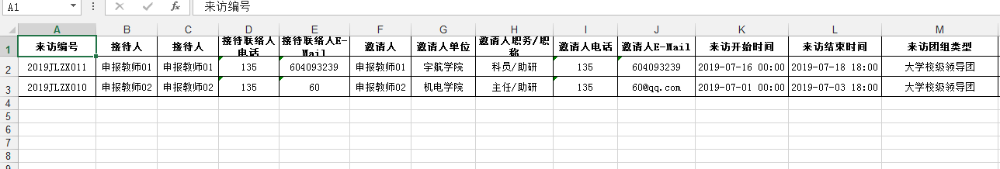 A1 fx 来访编号
A B C D E F G H I J K L M
1 来访编号 接待人 接待人 接待联络人电话 接待联络人E-Mail 邀请人 邀请人单位 邀请人职务/职称 邀请人电话 邀请人E-Mail 来访开始时间 来访结束时间 来访团组类型
2 2019JLZX011 申报教师01 申报教师01 135 604093239 申报教师01 宇航学院 科员/助研 135 604093239 2019-07-16 00:00 2019-07-18 18:00 大学校级领导团
3 2019JLZX010 申报教师02 申报教师02 135 60 申报教师02 机电学院 主任/助研 135 60@qq.com 2019-07-01 00:00 2019-07-03 18:00 大学校级领导团
4
5
6
7
8
9